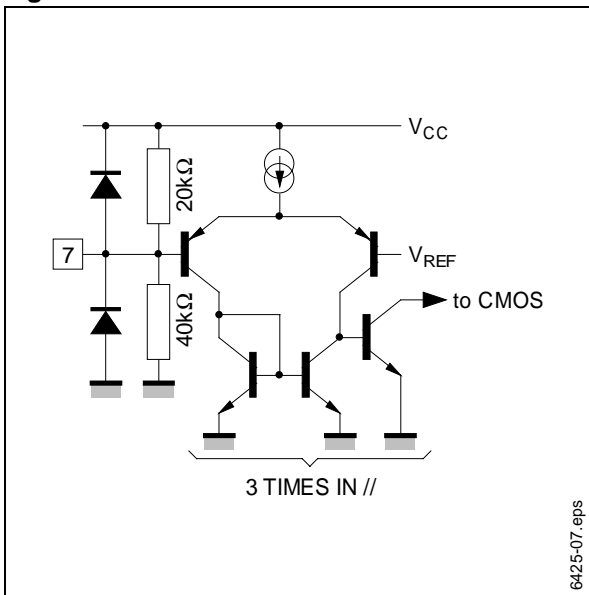 V_CC
20kΩ
7
V_REF
40kΩ
to CMOS
3 TIMES IN //
6425-07.eps